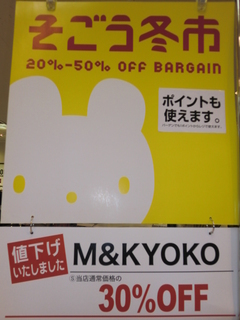 そごう冬市
20%-50% OFF BARGAIN
ポイントも
使えます。
値下げ
いたしました
M&KYOKO
⑤当店通常価格の
30%OFF